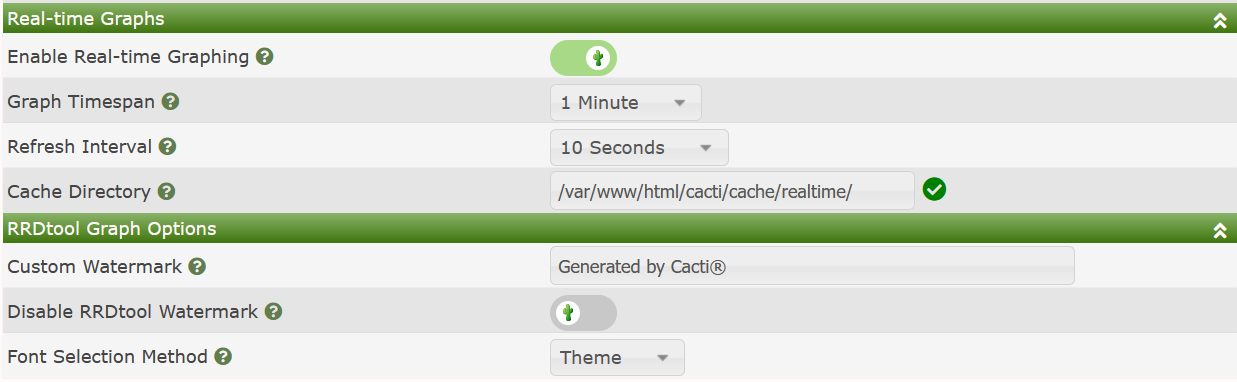 Real-time Graphs
Enable Real-time Graphing
Graph Timespan 1 Minute
Refresh Interval 10 Seconds
Cache Directory /var/www/html/cacti/cache/realtime/
RRDtool Graph Options
Custom Watermark Generated by Cacti®
Disable RRDtool Watermark
Font Selection Method Theme